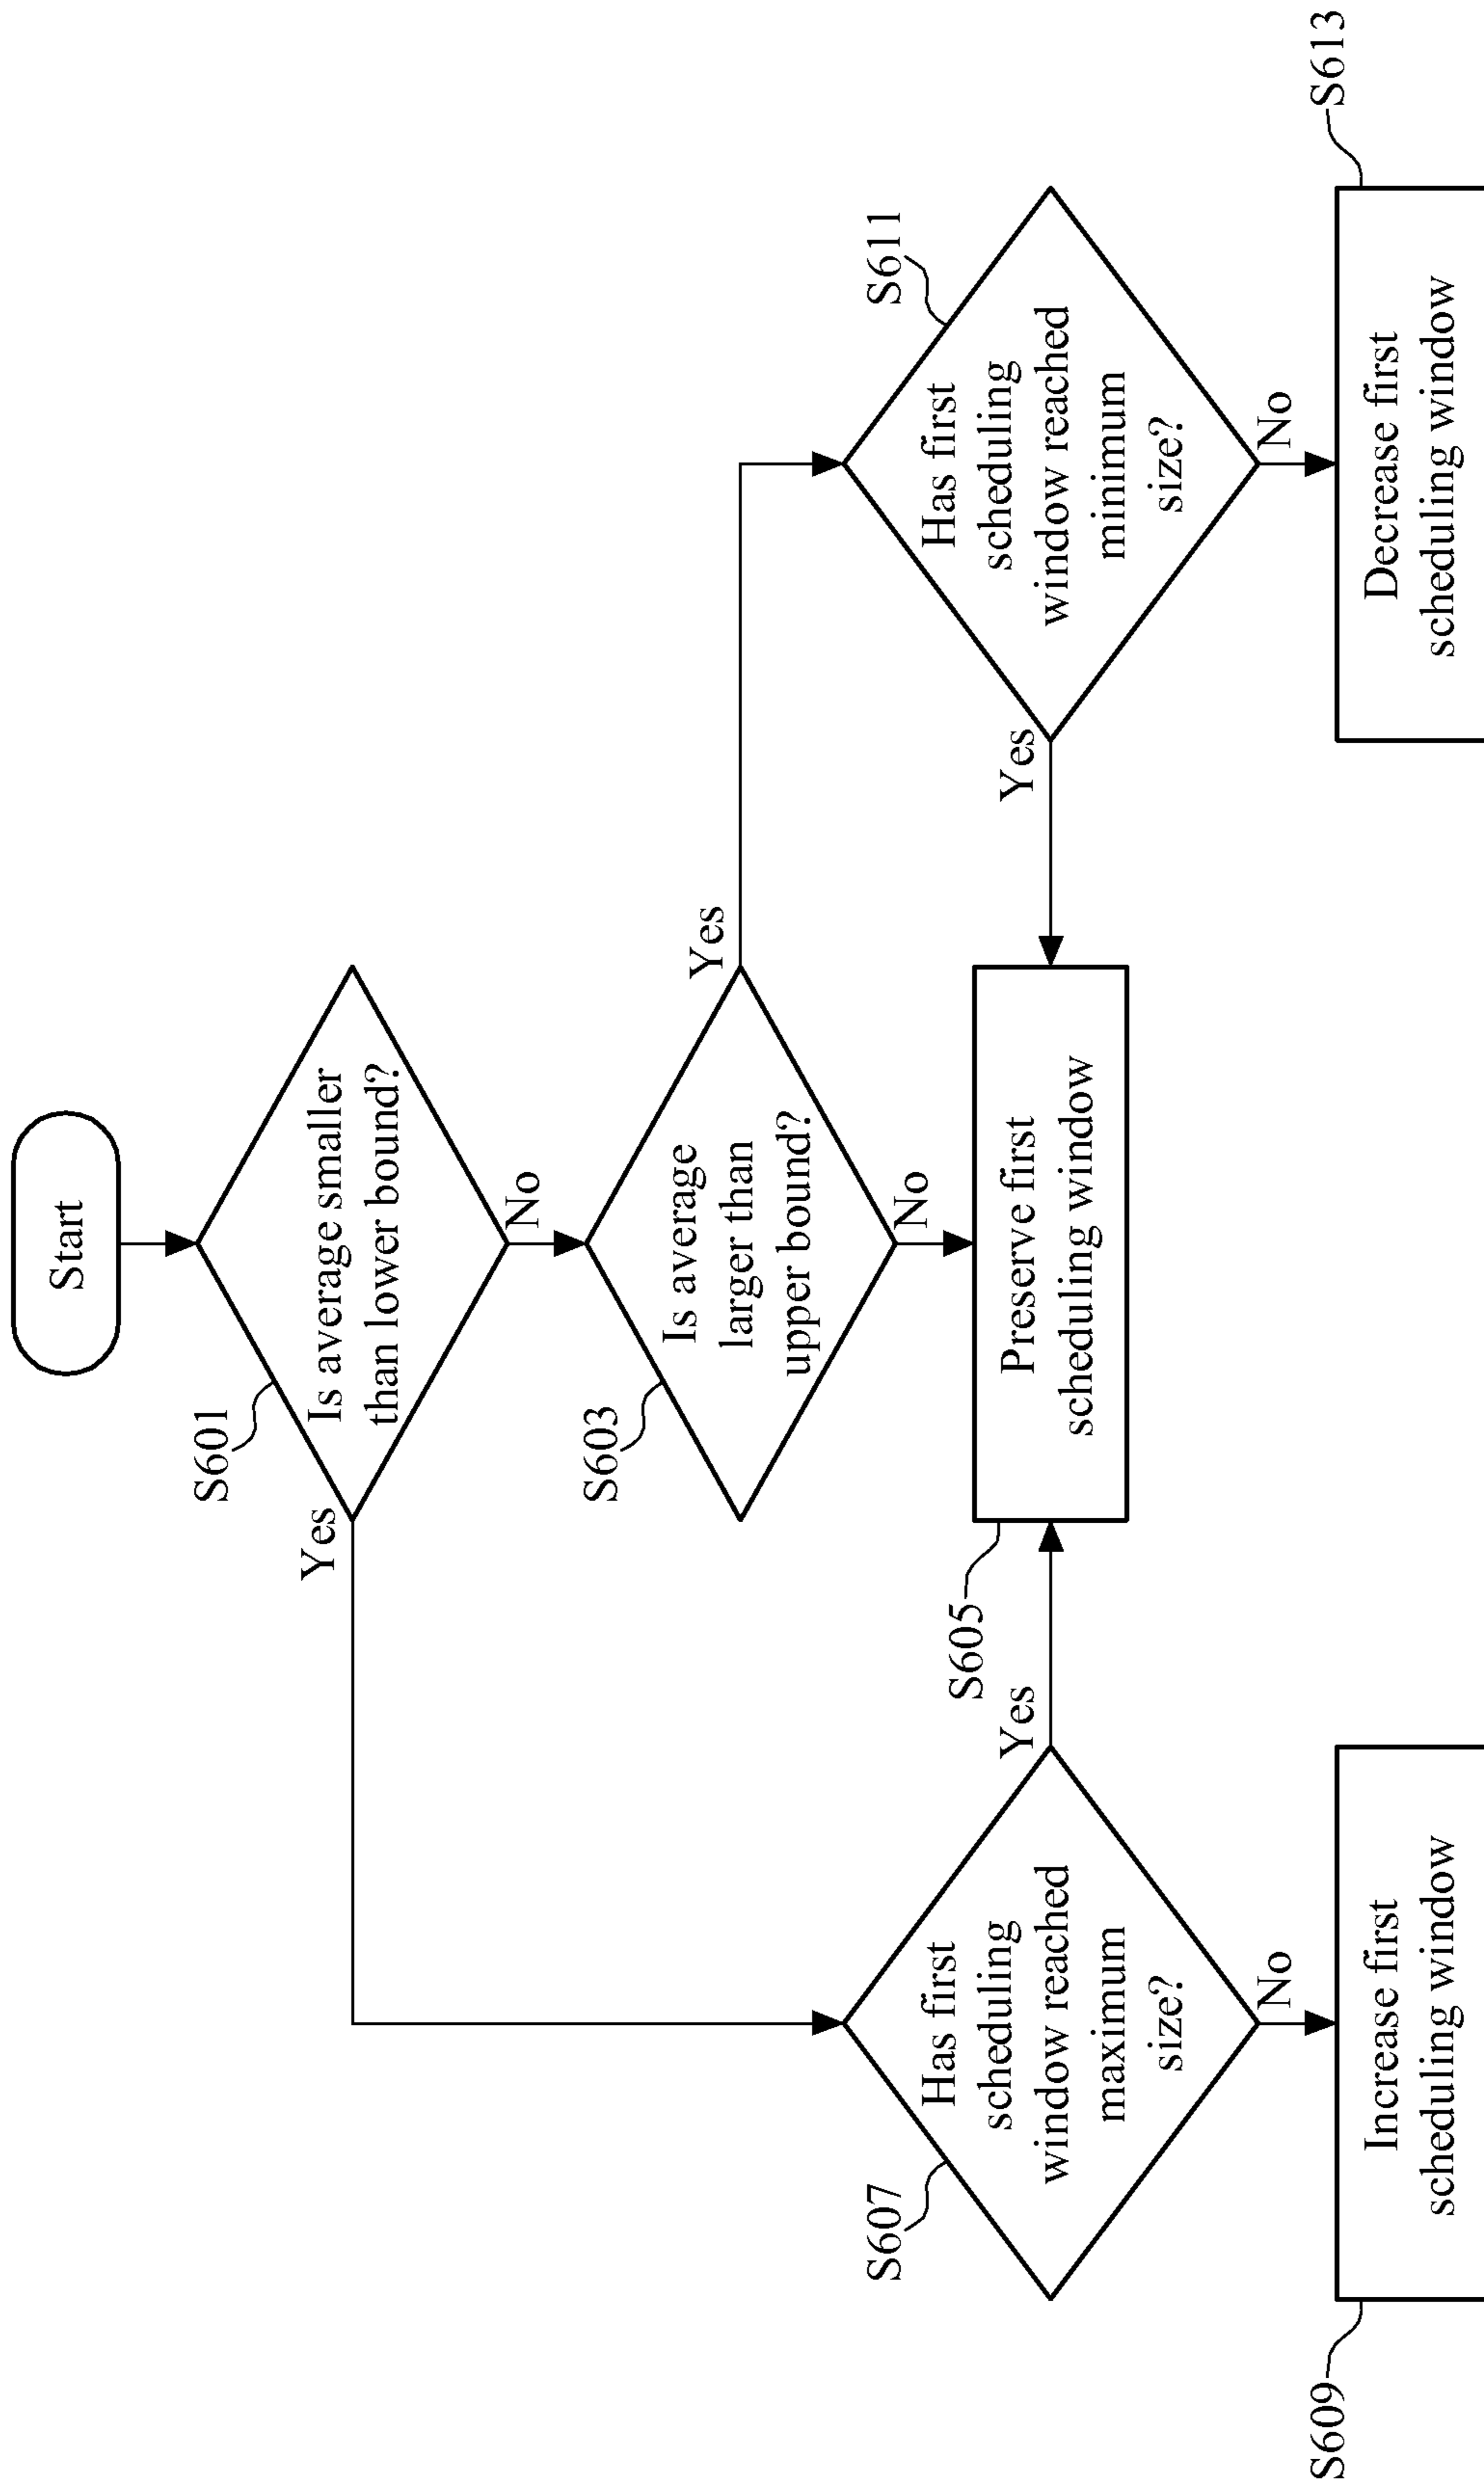 Start
S601
Is average smaller
than lower bound?
Yes
No
S603
Is average
larger than
upper bound?
Yes
No
S605
Preserve first
scheduling window
S607
Has first
scheduling
window reached
maximum
size?
Yes
No
S609
Increase first
scheduling window
S611
Has first
scheduling
window reached
minimum
size?
Yes
No
S613
Decrease first
scheduling window